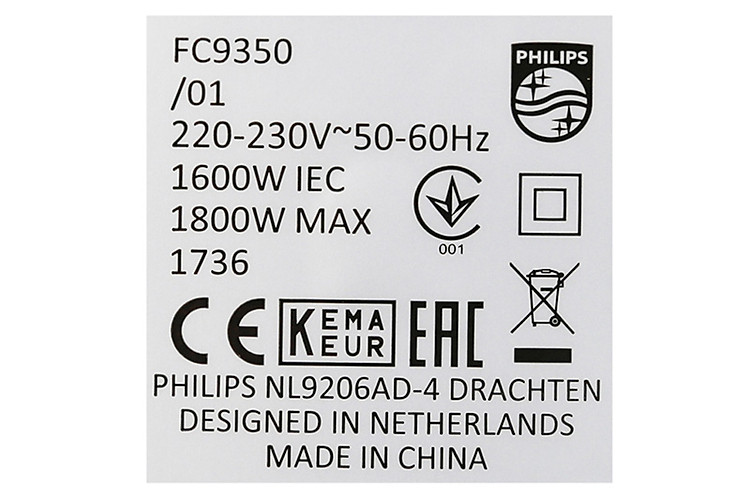 FC9350
/01
220-230V~50-60Hz
1600W IEC
1800W MAX
1736
PHILIPS
001
CE KEMA KEUR EAC
PHILIPS NL9206AD-4 DRACHTEN
DESIGNED IN NETHERLANDS
MADE IN CHINA